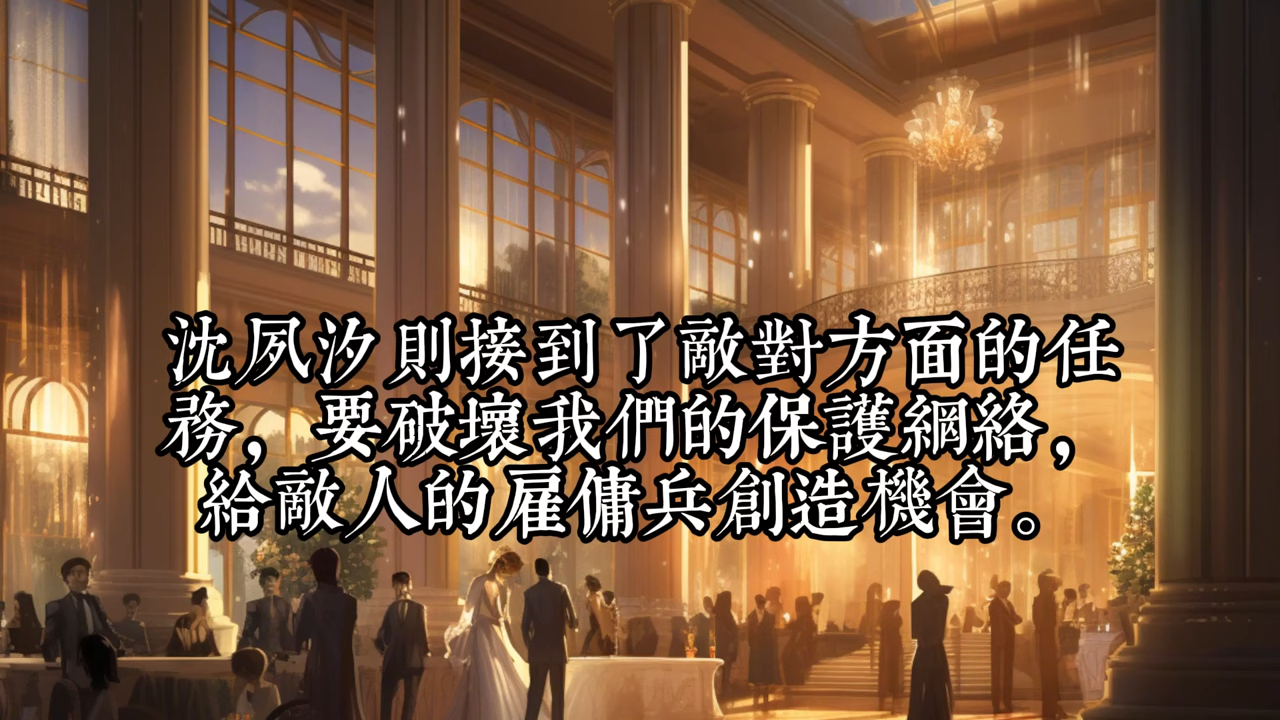 沈夙汐則接到了敵對方面的任
務，要破壞我們的保護網絡，
給敵人的雇傭兵創造機會。